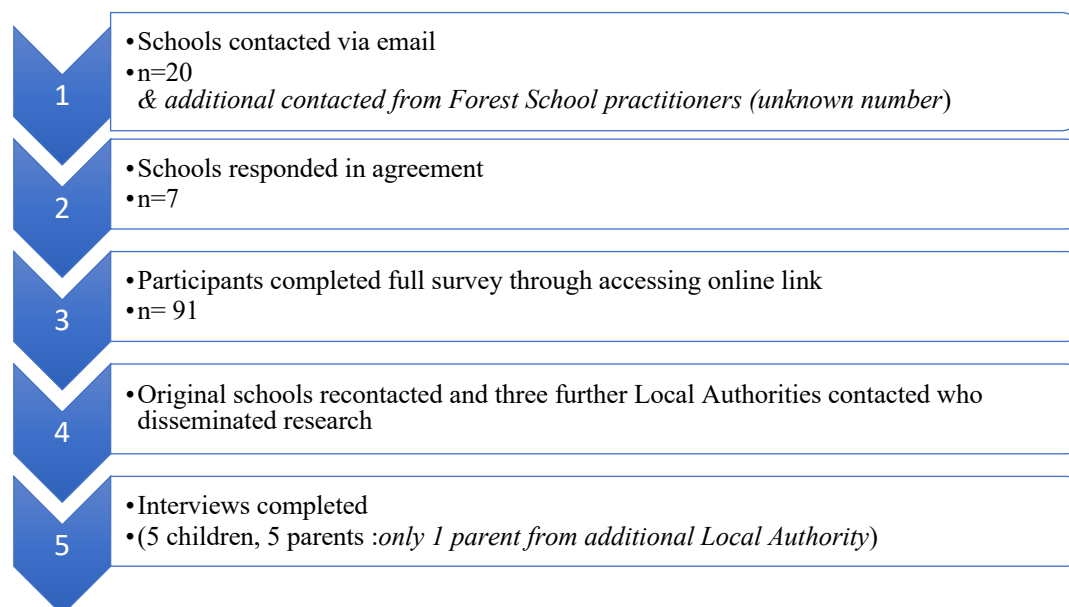 1
•Schools contacted via email
•n=20
& additional contacted from Forest School practitioners (unknown number)
2
•Schools responded in agreement
•n=7
3
•Participants completed full survey through accessing online link
•n= 91
4
•Original schools recontacted and three further Local Authorities contacted who
disseminated research
5
•Interviews completed
•(5 children, 5 parents :only 1 parent from additional Local Authority)